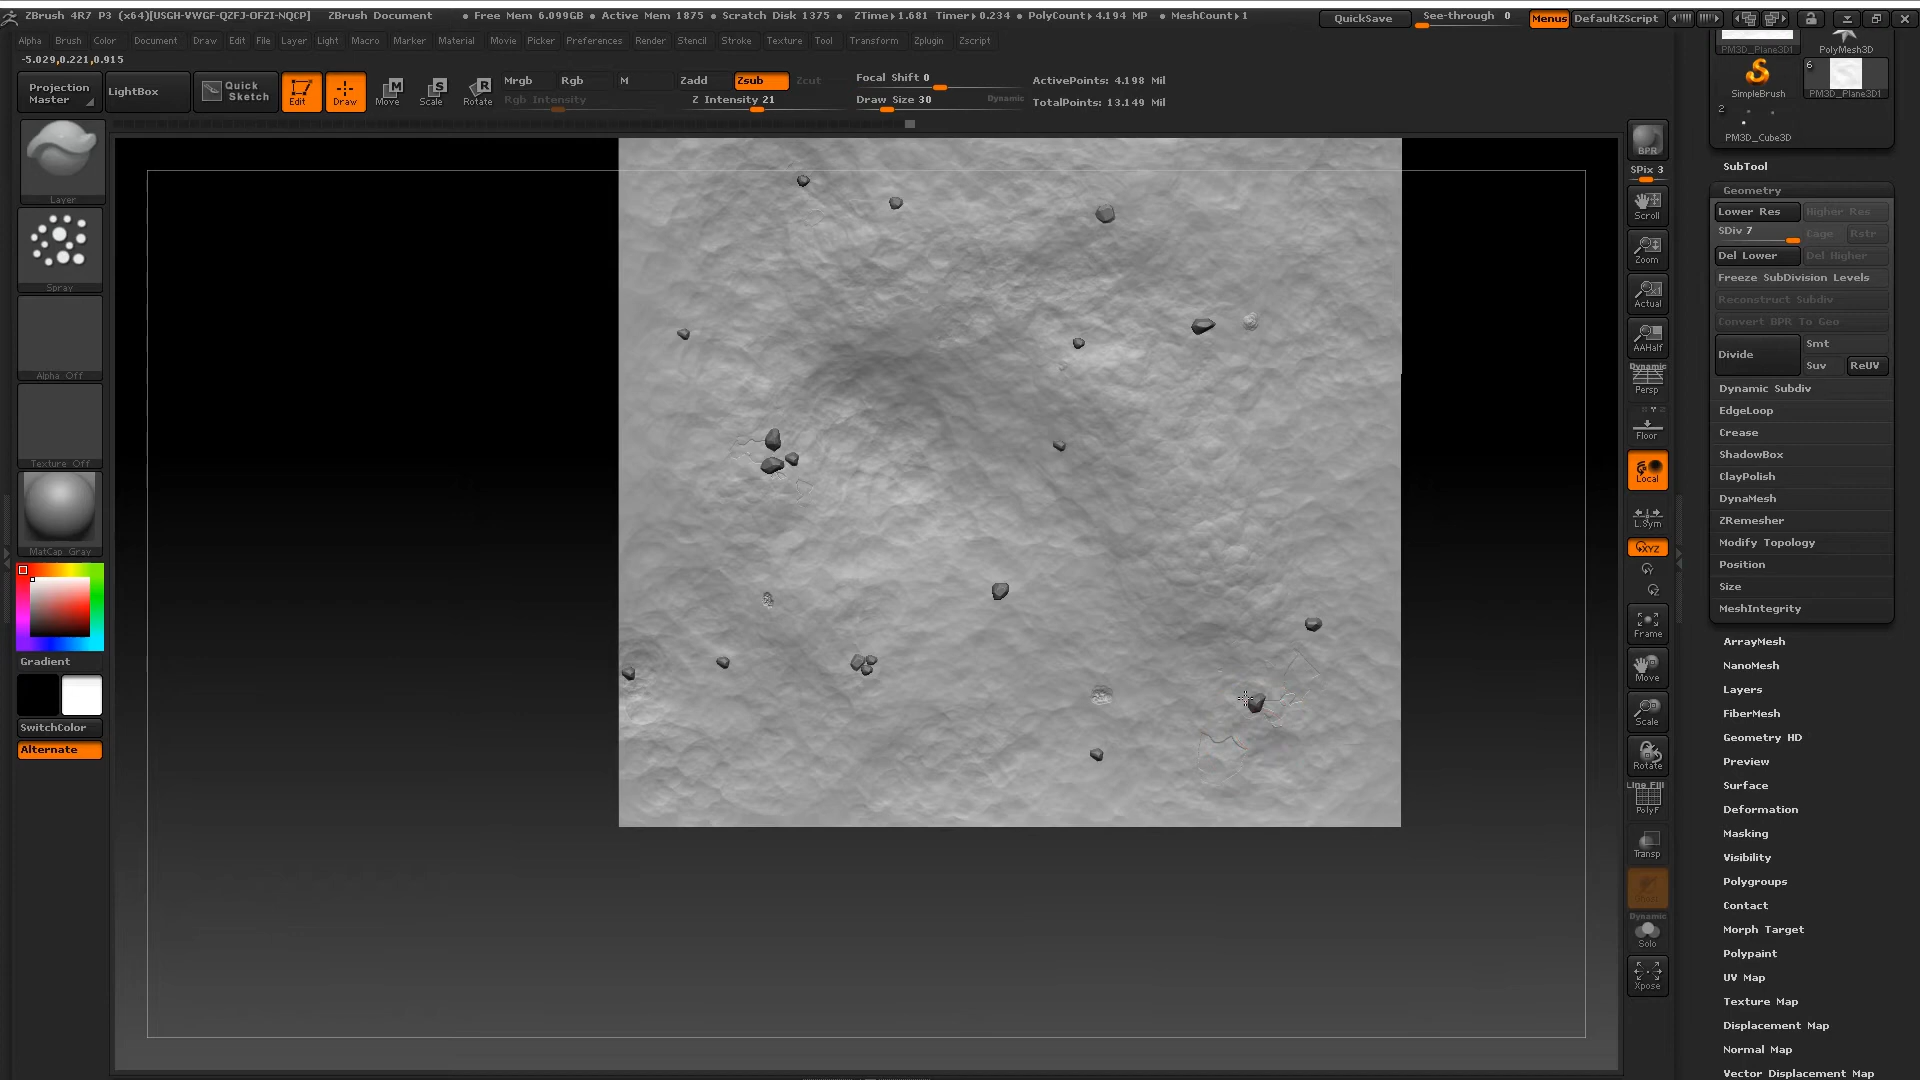 ZBrush 4R7 P3 (x64)[USGH-VWGF-QZFJ-OFZI-NQCP] ZBrush Document • Free Mem 6.099GB • Active Mem 1875 • Scratch Disk 1375 • ZTime▸1.681 Timer▸0.234 • PolyCount▸4.194 MP • MeshCount▸1 QuickSave See-through 0 Menus DefaultZScript
Alpha Brush Color Document Draw Edit File Layer Light Macro Marker Material Movie Picker Preferences Render Stencil Stroke Texture Tool Transform Zplugin Zscript
-5.029,0.221,0.915
Projection Master
LightBox
Quick Sketch
Edit
Draw
Move
Scale
Rotate
Mrgb Rgb M Zadd Zsub Zcut
Rgb Intensity Z Intensity 21
Focal Shift 0
Draw Size 30 Dynamic
ActivePoints: 4.198 Mil
TotalPoints: 13.149 Mil
Layer
Spray
Alpha Off
Texture Off
MatCap Gray
Gradient
SwitchColor
Alternate
BPR
SPix 3
Scroll
Zoom
Actual
AAHalf
Dynamic
Persp
Floor
Local
L.Sym
XYZ
Y
Z
Frame
Move
Scale
Rotate
Line Fill
PolyF
Transp
Ghost
Dynamic
Solo
Xpose
PM3D_Plane3D1 PolyMesh3D
6
SimpleBrush PM3D_Plane3D1
2
PM3D_Cube3D
SubTool
Geometry
Lower Res Higher Res
SDiv 7 Cage Rstr
Del Lower Del Higher
Freeze SubDivision Levels
Reconstruct Subdiv
Convert BPR To Geo
Divide Smt
Suv ReUV
Dynamic Subdiv
EdgeLoop
Crease
ShadowBox
ClayPolish
DynaMesh
ZRemesher
Modify Topology
Position
Size
MeshIntegrity
ArrayMesh
NanoMesh
Layers
FiberMesh
Geometry HD
Preview
Surface
Deformation
Masking
Visibility
Polygroups
Contact
Morph Target
Polypaint
UV Map
Texture Map
Displacement Map
Normal Map
Vector Displacement Map